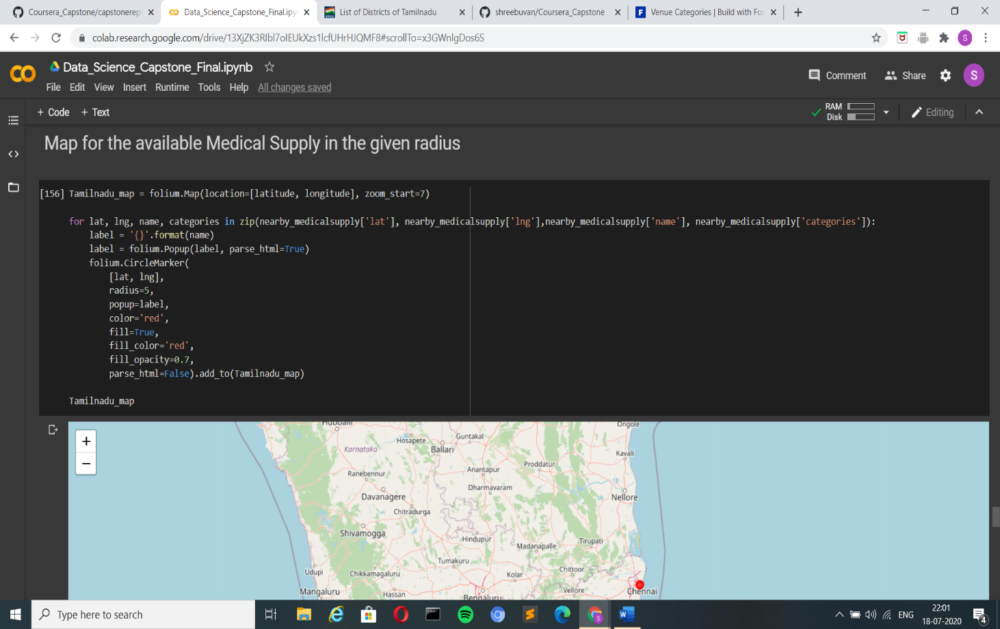 Coursera_Capstone/capstonerep
Data_Science_Capstone_Final.ipy
List of Districts of Tamilnadu
shreebuvan/Coursera_Capstone
Venue Categories | Build with Fo
colab.research.google.com/drive/13XjZK3RIbl7oIEUkXzs1lcfUHrHJQMF8#scrollTo=x3GWnlgDos6S
S
Data_Science_Capstone_Final.ipynb
Comment
Share
S
File Edit View Insert Runtime Tools Help All changes saved
+ Code + Text
RAM
Disk
Editing
Map for the available Medical Supply in the given radius
[156] Tamilnadu_map = folium.Map(location=[latitude, longitude], zoom_start=7)
for lat, lng, name, categories in zip(nearby_medicalsupply['lat'], nearby_medicalsupply['lng'],nearby_medicalsupply['name'], nearby_medicalsupply['categories']):
label = '{}'.format(name)
label = folium.Popup(label, parse_html=True)
folium.CircleMarker(
[lat, lng],
radius=5,
popup=label,
color='red',
fill=True,
fill_color='red',
fill_opacity=0.7,
parse_html=False).add_to(Tamilnadu_map)
Tamilnadu_map
+
−
Hubballi
Ongole
Hosapete
Guntakal
Karnataka
Ballari
Kavali
Ranebennur
Anantapur
Proddatur
Dharmavaram
Davanagere
Nellore
Chitradurga
Shivamogga
Hindupur
Madanapalle
Tirupati
Tumakuru
Udupi
Chikkamagaluru
Kolar
Chittoor
Mangaluru
Hassan
Bengaluru
Vellore
Chennai
Type here to search
ENG
22:01
18-07-2020
4